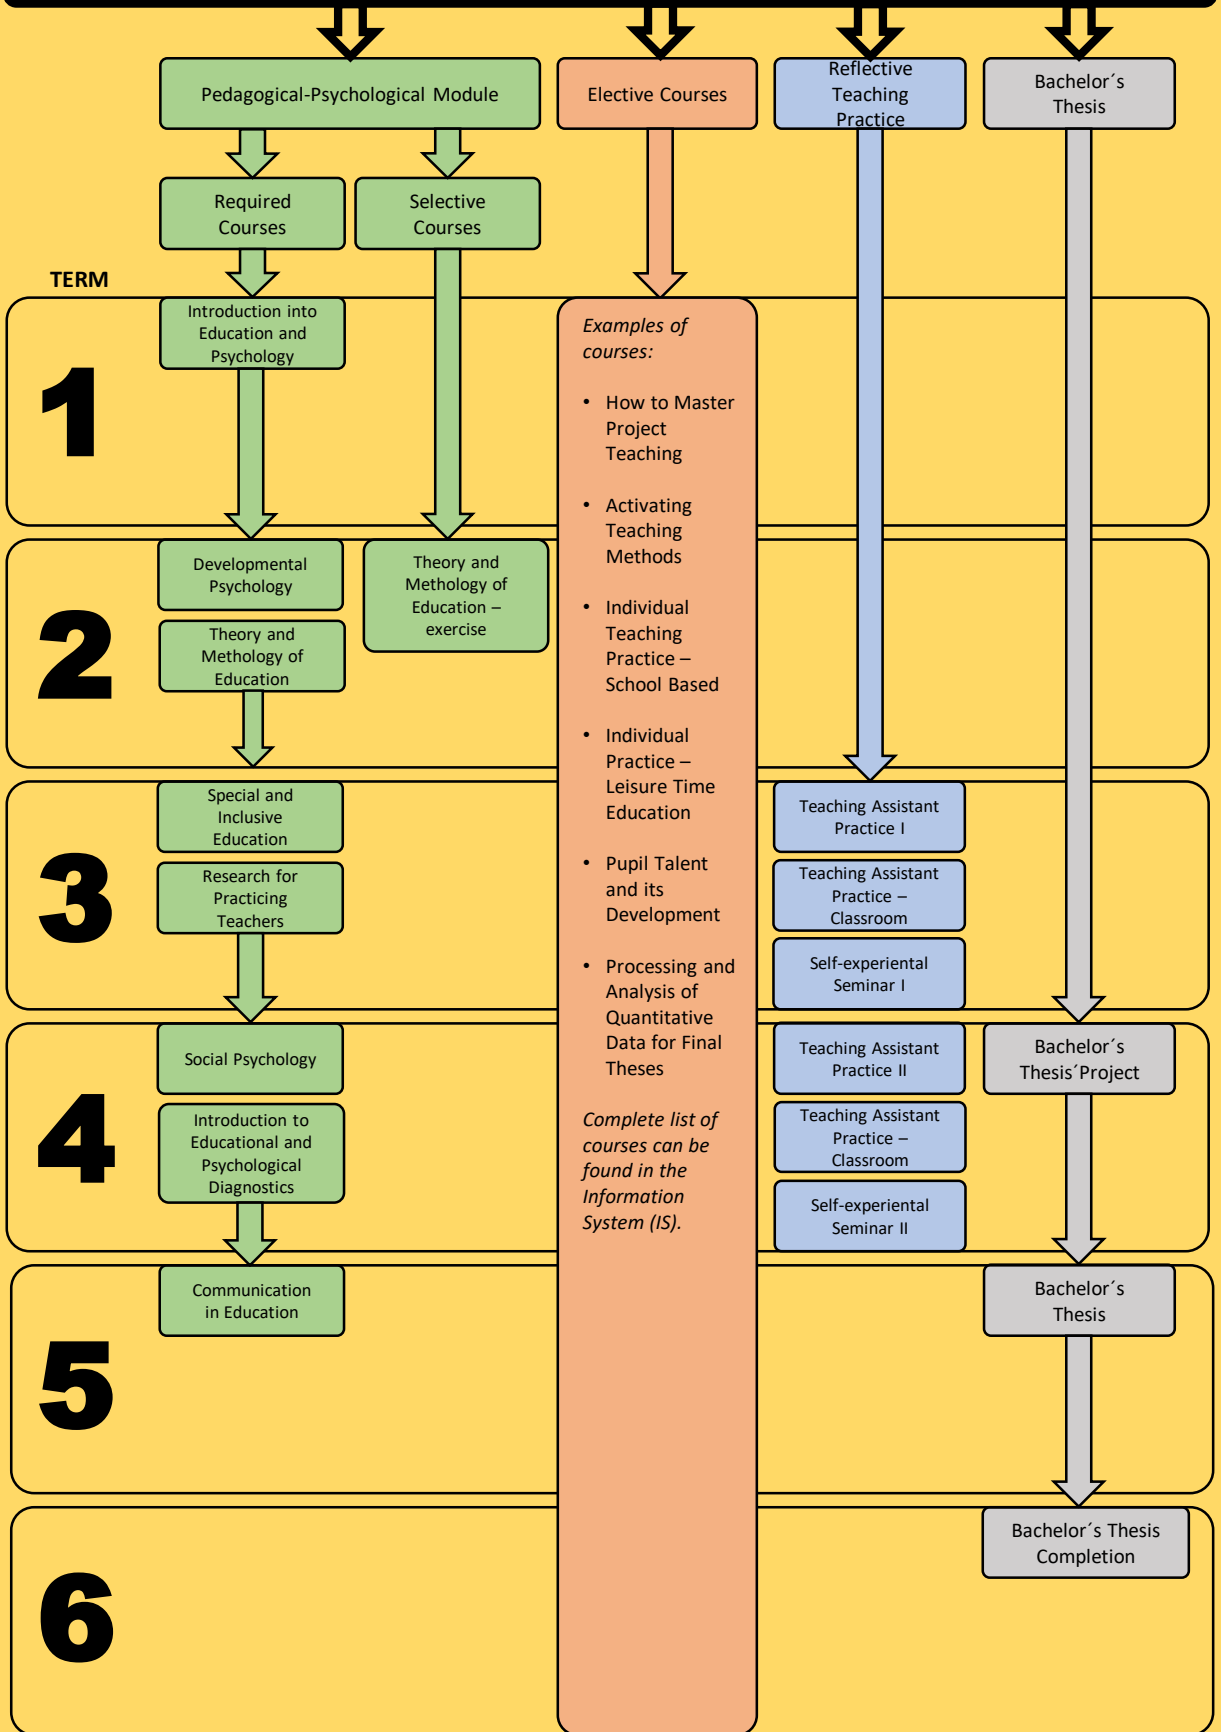 Pedagogical-Psychological Module
Elective Courses
Reflective
Teaching
Practice
Bachelor´s
Thesis
Required
Courses
Selective
Courses
TERM
1
Introduction into
Education and
Psychology
Examples of
courses:
• How to Master
Project
Teaching
• Activating
Teaching
Methods
• Individual
Teaching
Practice –
School Based
• Individual
Practice –
Leisure Time
Education
• Pupil Talent
and its
Development
• Processing and
Analysis of
Quantitative
Data for Final
Theses
Complete list of
courses can be
found in the
Information
System (IS).
2
Developmental
Psychology
Theory and
Methology of
Education
Theory and
Methology of
Education –
exercise
3
Special and
Inclusive
Education
Research for
Practicing
Teachers
Teaching Assistant
Practice I
Teaching Assistant
Practice –
Classroom
Self-experiental
Seminar I
4
Social Psychology
Introduction to
Educational and
Psychological
Diagnostics
Teaching Assistant
Practice II
Teaching Assistant
Practice –
Classroom
Self-experiental
Seminar II
Bachelor´s
Thesis´Project
5
Communication
in Education
Bachelor´s
Thesis
6
Bachelor´s Thesis
Completion